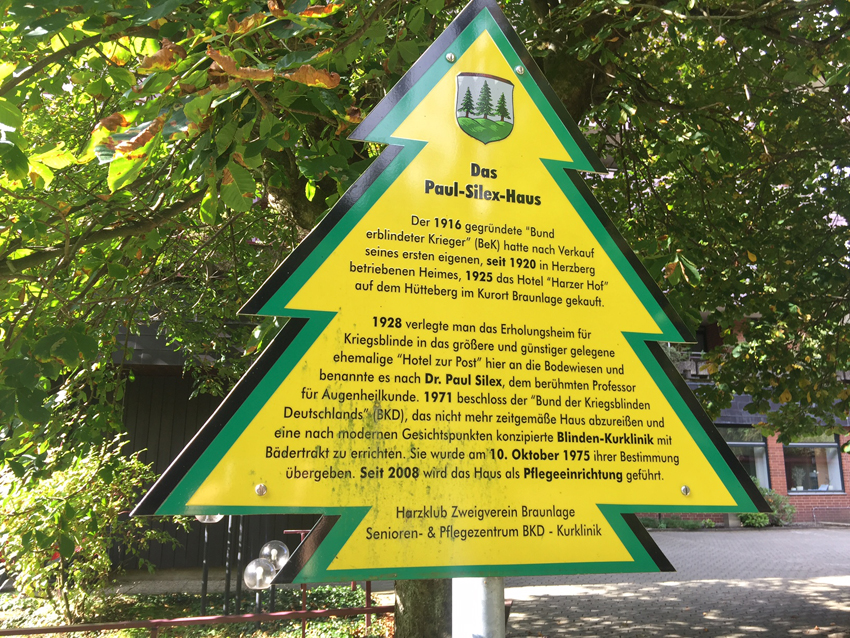 Das
Paul-Silex-Haus
Der 1916 gegründete "Bund
erblindeter Krieger" (BeK) hatte nach Verkauf
seines ersten eigenen, seit 1920 in Herzberg
betriebenen Heimes, 1925 das Hotel "Harzer Hof"
auf dem Hütteberg im Kurort Braunlage gekauft.
1928 verlegte man das Erholungsheim für
Kriegsblinde in das größere und günstiger gelegene
ehemalige "Hotel zur Post" hier an die Bodewiesen und
benannte es nach Dr. Paul Silex, dem berühmten Professor
für Augenheilkunde. 1971 beschloss der "Bund der Kriegsblinden
Deutschlands" (BKD), das nicht mehr zeitgemäße Haus abzureißen und
eine nach modernen Gesichtspunkten konzipierte Blinden-Kurklinik mit
Bädertrakt zu errichten. Sie wurde am 10. Oktober 1975 ihrer Bestimmung
übergeben. Seit 2008 wird das Haus als Pflegeeinrichtung geführt.
Harzklub Zweigverein Braunlage
Senioren- & Pflegezentrum BKD - Kurklinik